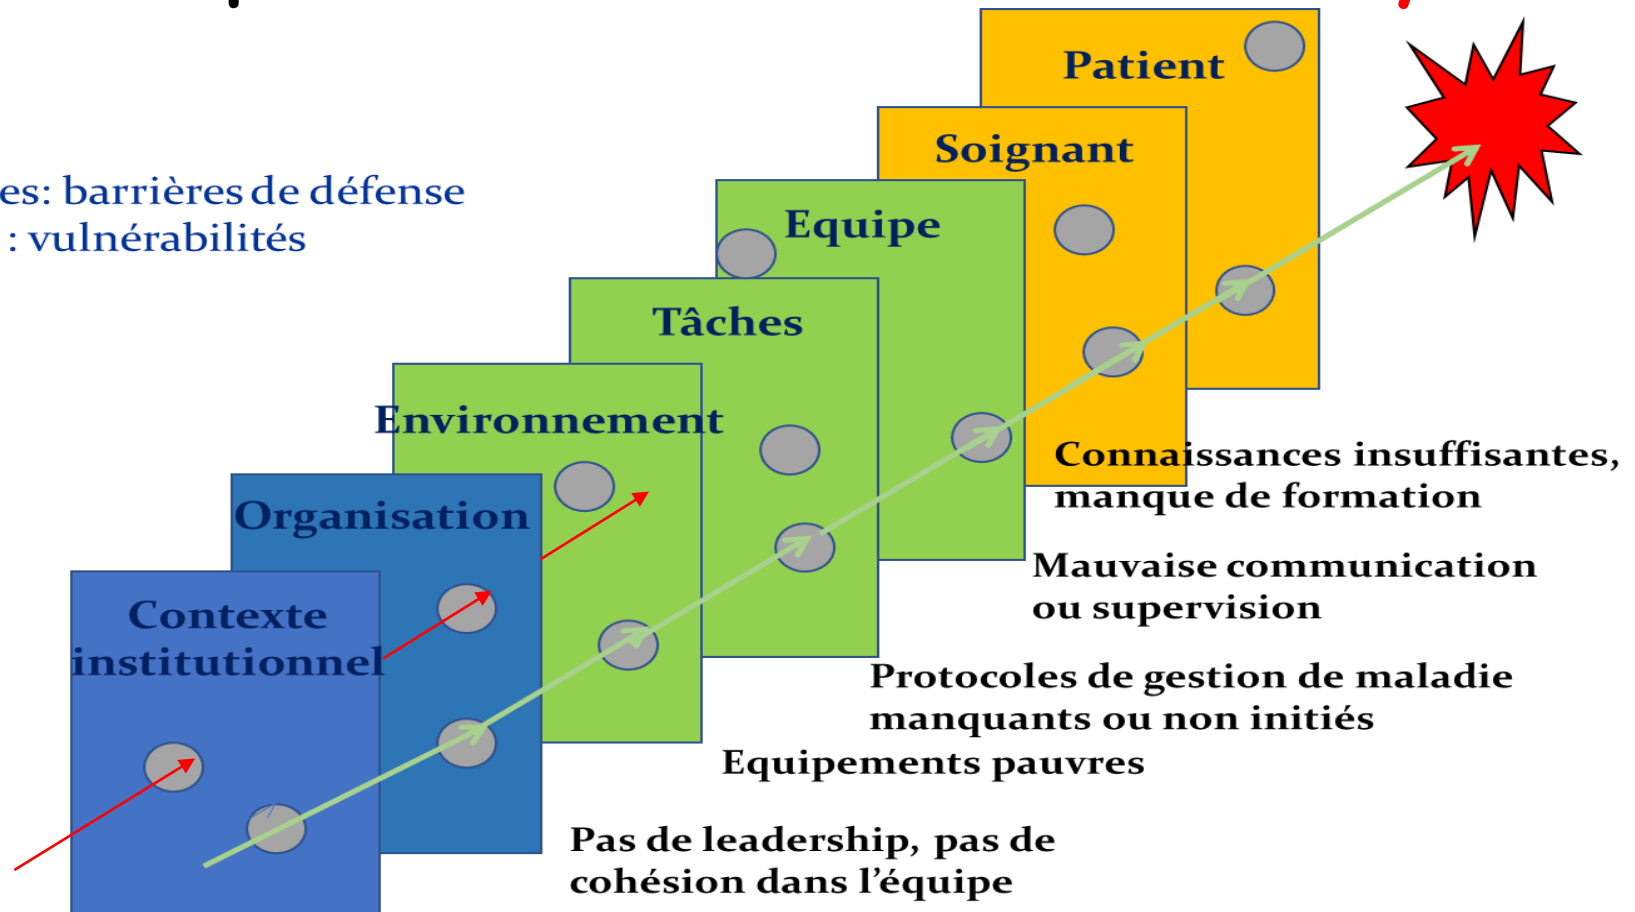 Patient
Soignant
es: barrières de défense
: vulnérabilités
Equipe
Tâches
Environnement
Connaissances insuffisantes,
manque de formation
Organisation
Mauvaise communication
ou supervision
Contexte
institutionnel
Protocoles de gestion de maladie
manquants ou non initiés
Equipements pauvres
Pas de leadership, pas de
cohésion dans l’équipe